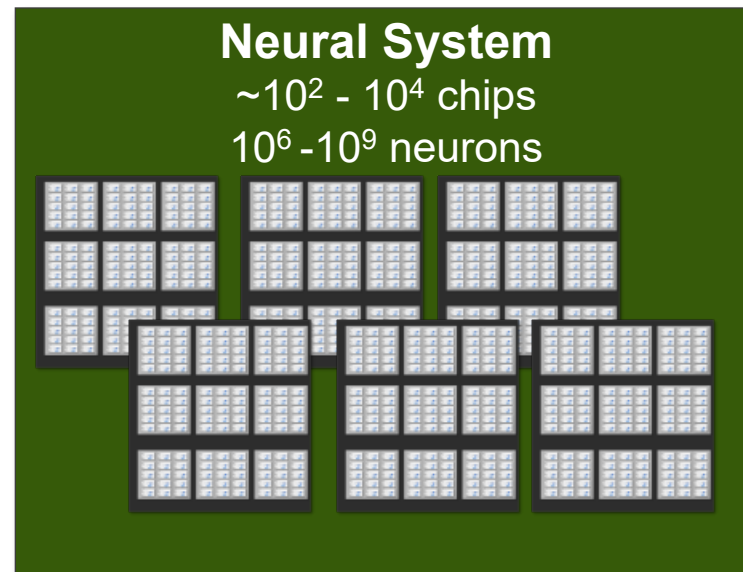 Neural System
~10² - 10⁴ chips
10⁶ -10⁹ neurons